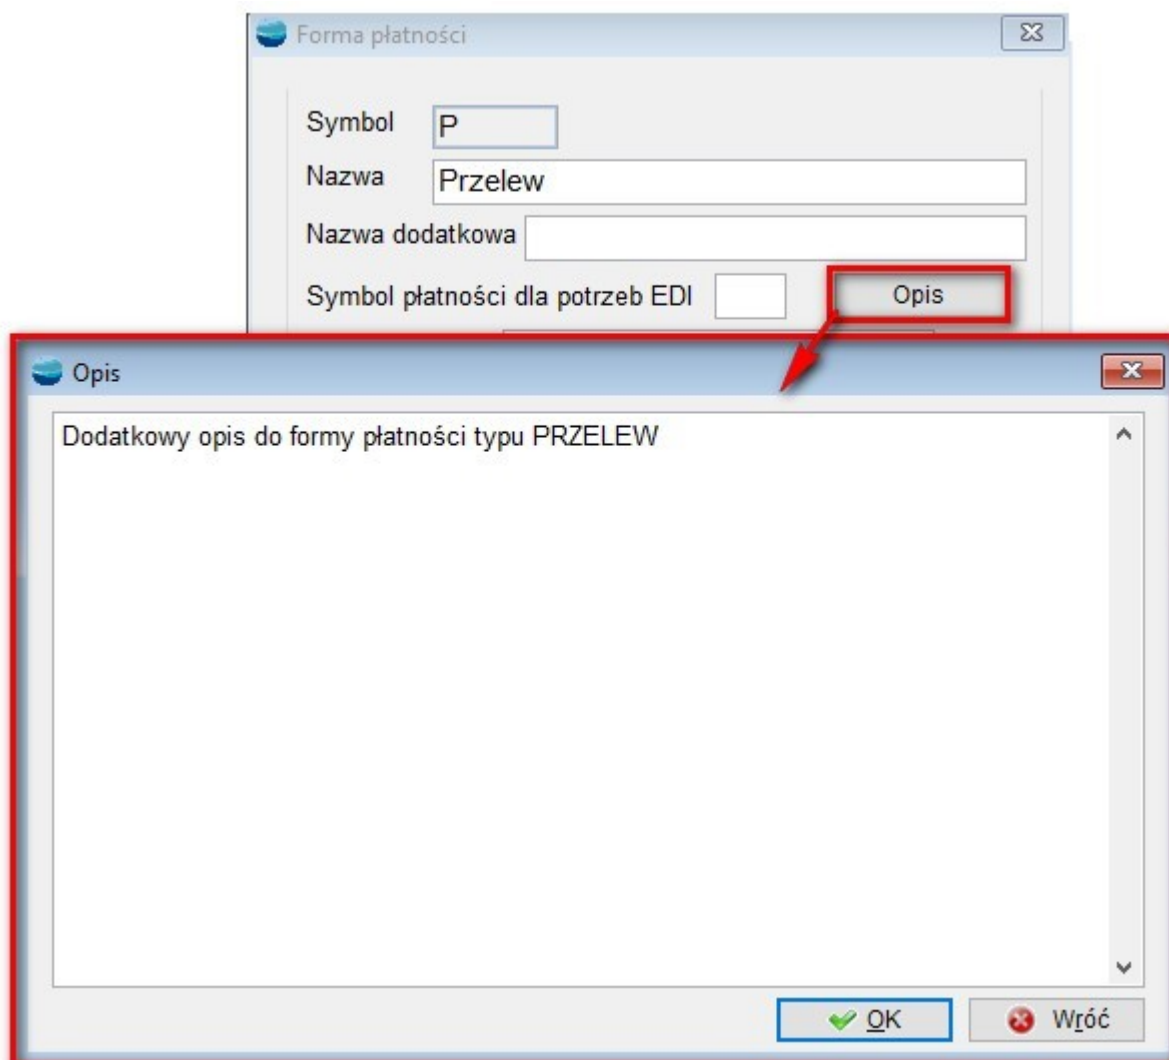 Forma płatności
Symbol P
Nazwa Przelew
Nazwa dodatkowa
Symbol płatności dla potrzeb EDI Opis
Opis
Dodatkowy opis do formy płatności typu PRZELEW
OK Wróć